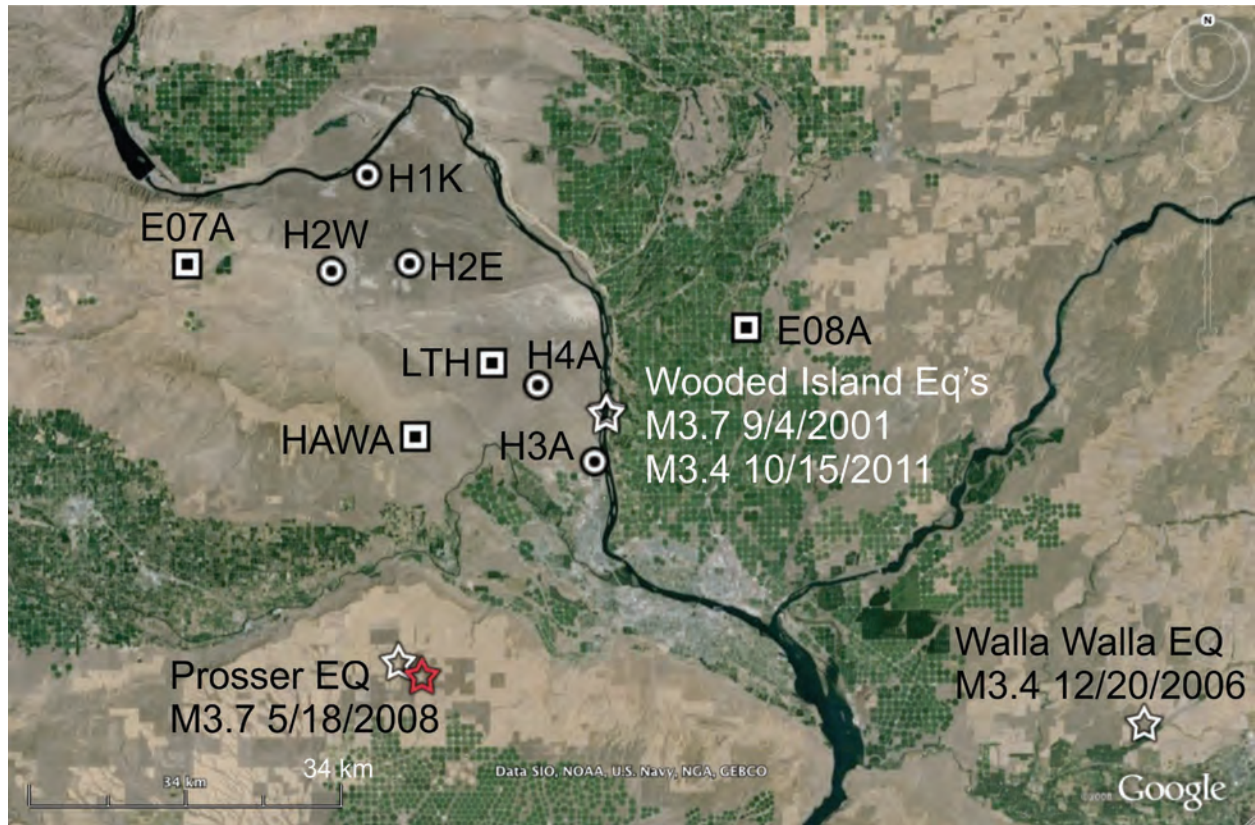 N
H1K
E07A
H2W
H2E
E08A
LTH
H4A
Wooded Island Eq's
M3.7 9/4/2001
HAWA
H3A
M3.4 10/15/2011
Walla Walla EQ
M3.4 12/20/2006
Prosser EQ
M3.7 5/18/2008
34 km
34 km
Data SIO, NOAA, U.S. Navy, NGA, GEBCO
Google